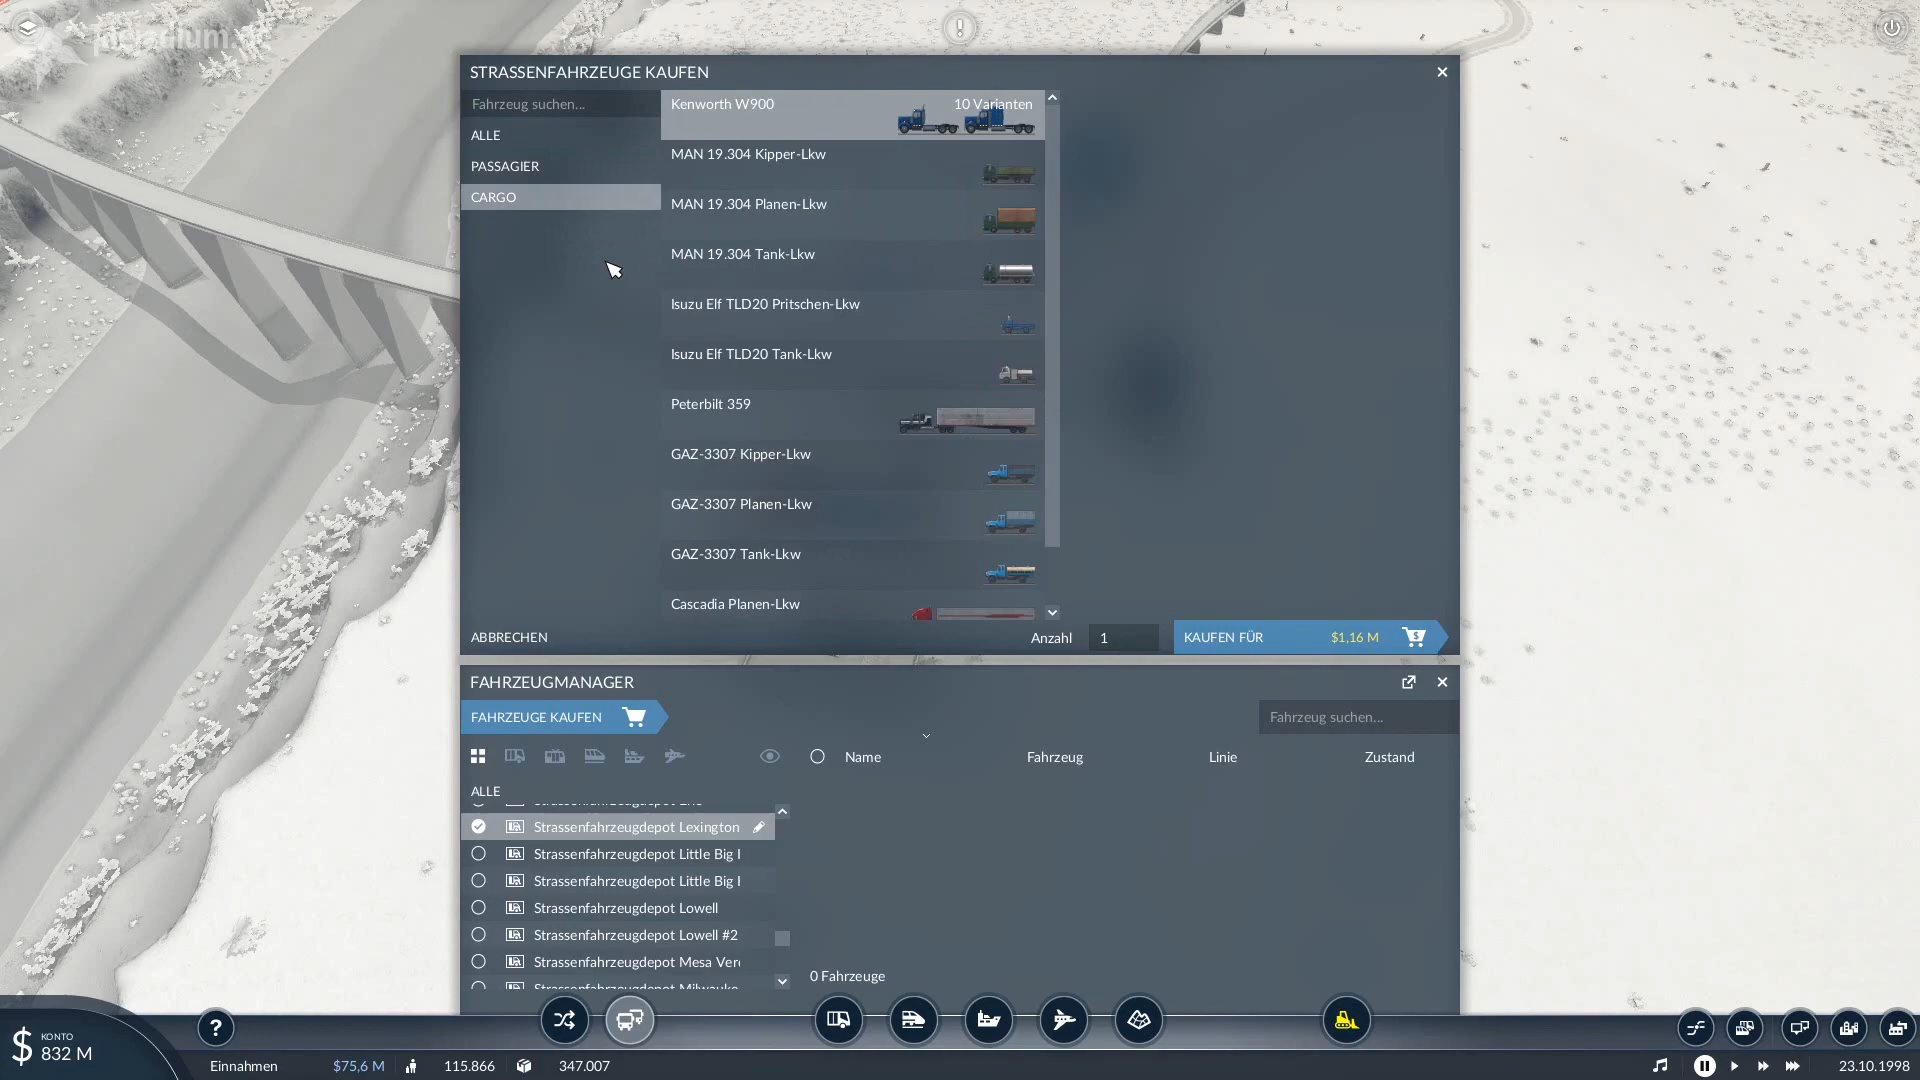 STRASSENFAHRZEUGE KAUFEN
Fahrzeug suchen...
ALLE
PASSAGIER
CARGO
Kenworth W900
10 Varianten
MAN 19.304 Kipper-Lkw
MAN 19.304 Planen-Lkw
MAN 19.304 Tank-Lkw
Isuzu Elf TLD20 Pritschen-Lkw
Isuzu Elf TLD20 Tank-Lkw
Peterbilt 359
GAZ-3307 Kipper-Lkw
GAZ-3307 Planen-Lkw
GAZ-3307 Tank-Lkw
Cascadia Planen-Lkw
ABBRECHEN
Anzahl 1
KAUFEN FÜR $1,16 M
FAHRZEUGMANAGER
FAHRZEUGE KAUFEN
Fahrzeug suchen...
Name Fahrzeug Linie Zustand
ALLE
Strassenfahrzeugdepot Lexington
Strassenfahrzeugdepot Little Big
Strassenfahrzeugdepot Little Big
Strassenfahrzeugdepot Lowell
Strassenfahrzeugdepot Lowell #2
Strassenfahrzeugdepot Mesa
0 Fahrzeuge
?
$ KONTO
832 M
Einnahmen $75,6 M 115.866 347.007
23.10.1998